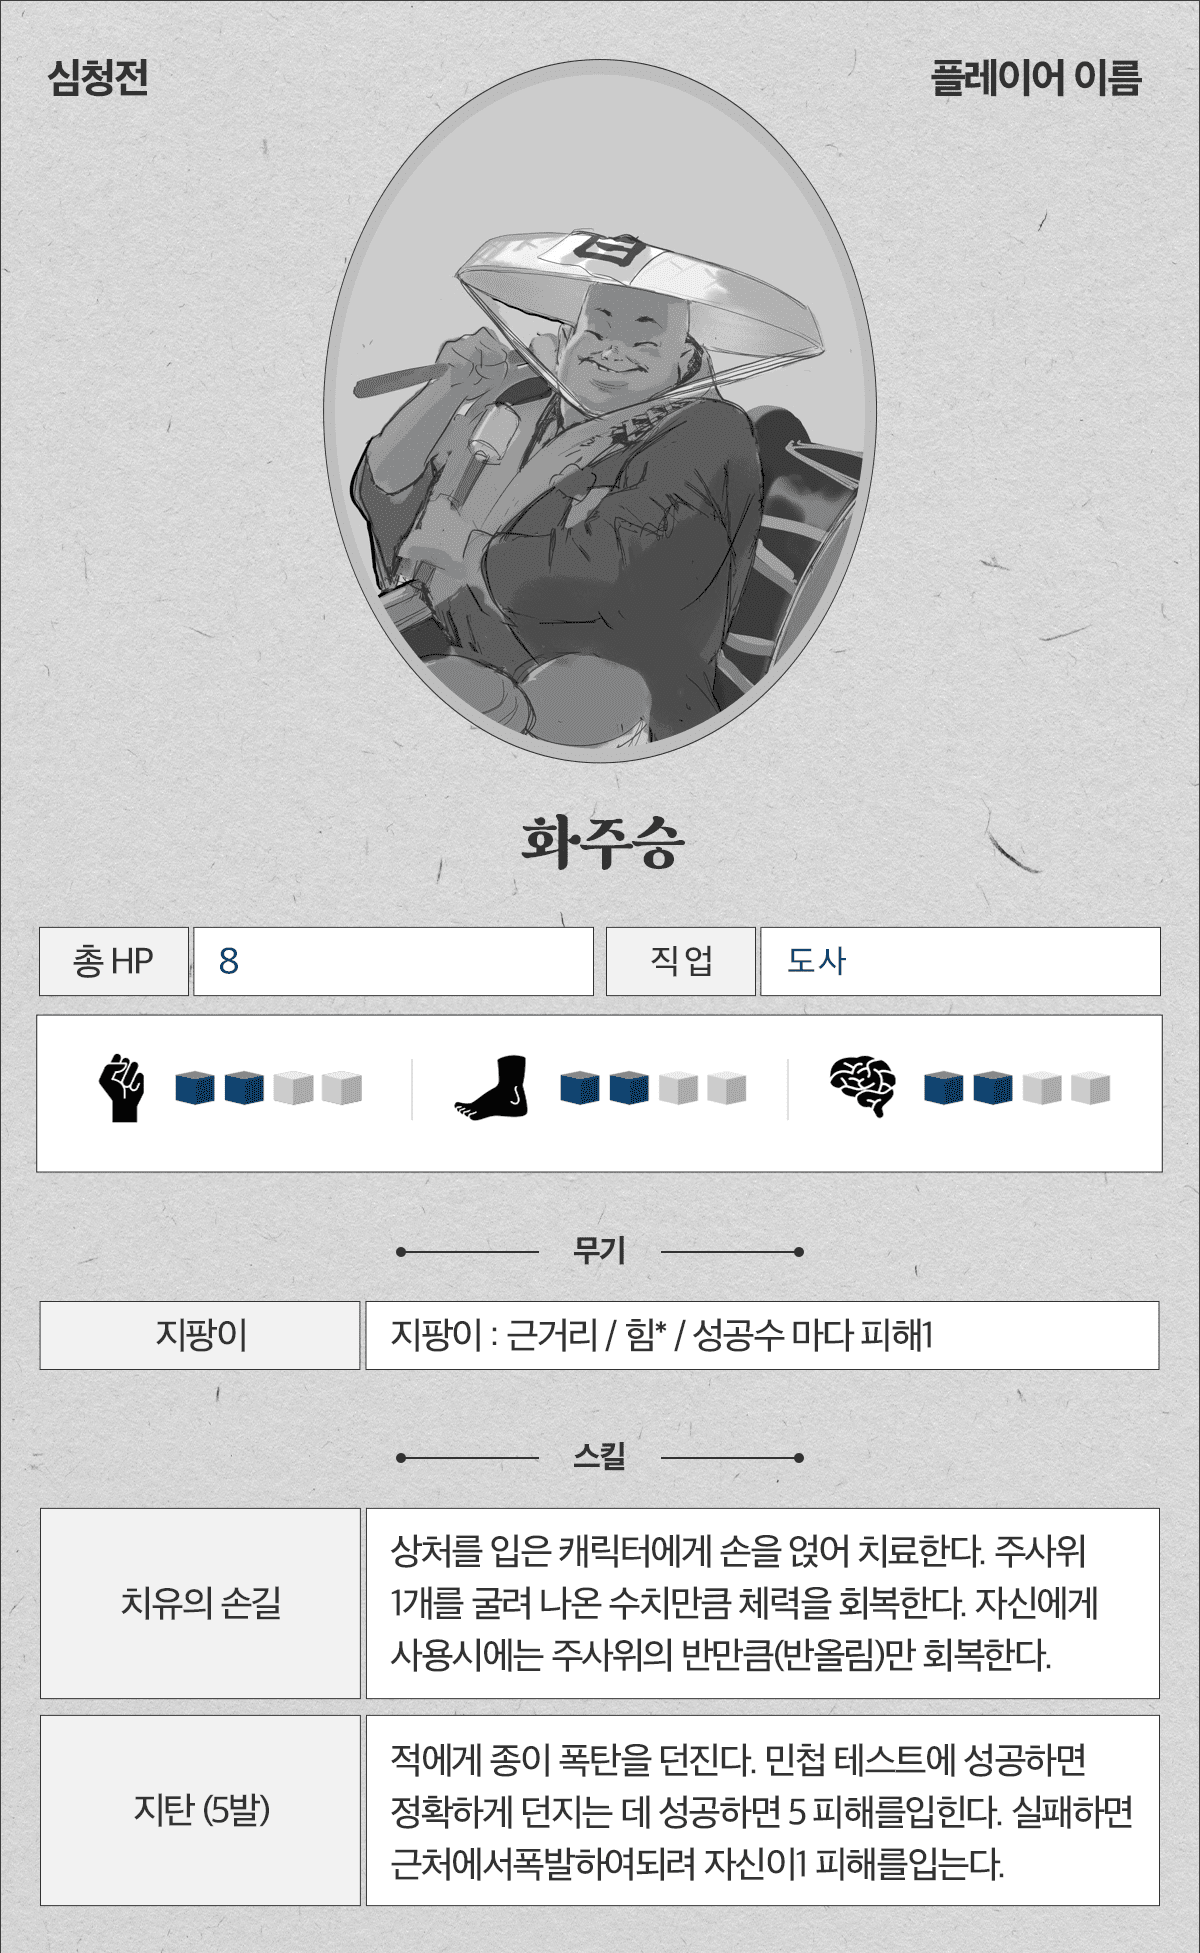 심청전
플레이어 이름
화주승
총 HP
8
직업
도사
무기
지팡이
지팡이 : 근거리 / 힘* / 성공수 마다 피해1
스킬
치유의 손길
상처를 입은 캐릭터에게 손을 얹어 치료한다. 주사위
1개를 굴려 나온 수치만큼 체력을 회복한다. 자신에게
사용시에는 주사위의 반만큼(반올림)만 회복한다.
지탄 (5발)
적에게 종이 폭탄을 던진다. 민첩 테스트에 성공하면
정확하게 던지는 데 성공하면 5 피해를입힌다. 실패하면
근처에서폭발하여되려 자신이1 피해를입는다.